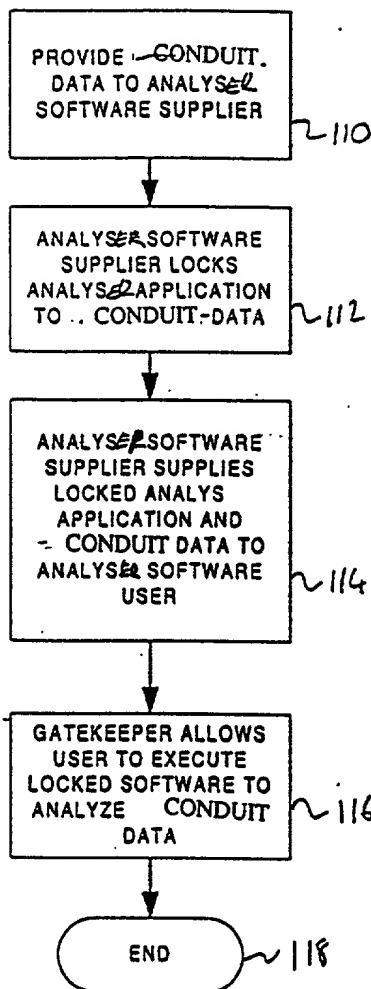 PROVIDE CONDUIT.
DATA TO ANALYSER
SOFTWARE SUPPLIER
110
ANALYSER SOFTWARE
SUPPLIER LOCKS
ANALYSER APPLICATION
TO .. CONDUIT-DATA
112
ANALYSER SOFTWARE
SUPPLIER SUPPLIES
LOCKED ANALYS
APPLICATION AND
- CONDUIT DATA TO
ANALYSER SOFTWARE
USER
114
GATEKEEPER ALLOWS
USER TO EXECUTE
LOCKED SOFTWARE TO
ANALYZE CONDUIT
DATA
116
END
118